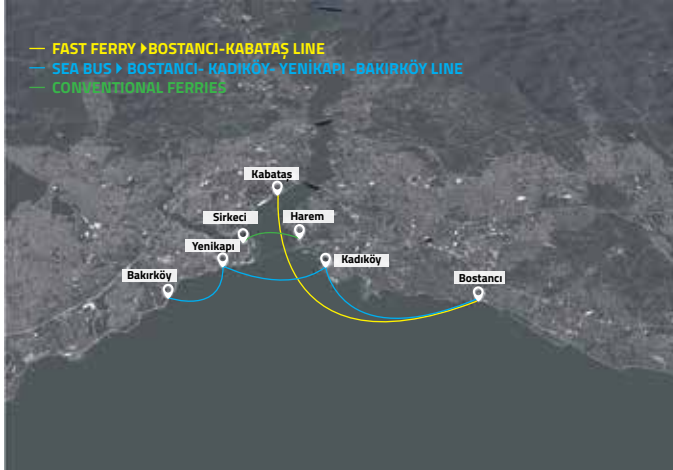 FAST FERRY BOSTANCI-KABATAŞ LINE
SEA BUS BOSTANCI- KADIKÖY- YENİKAPI -BAKIRKÖY LINE
CONVENTIONAL FERRIES
Kabataş
Sirkeci
Harem
Yenikapı
Kadıköy
Bakırköy
Bostancı